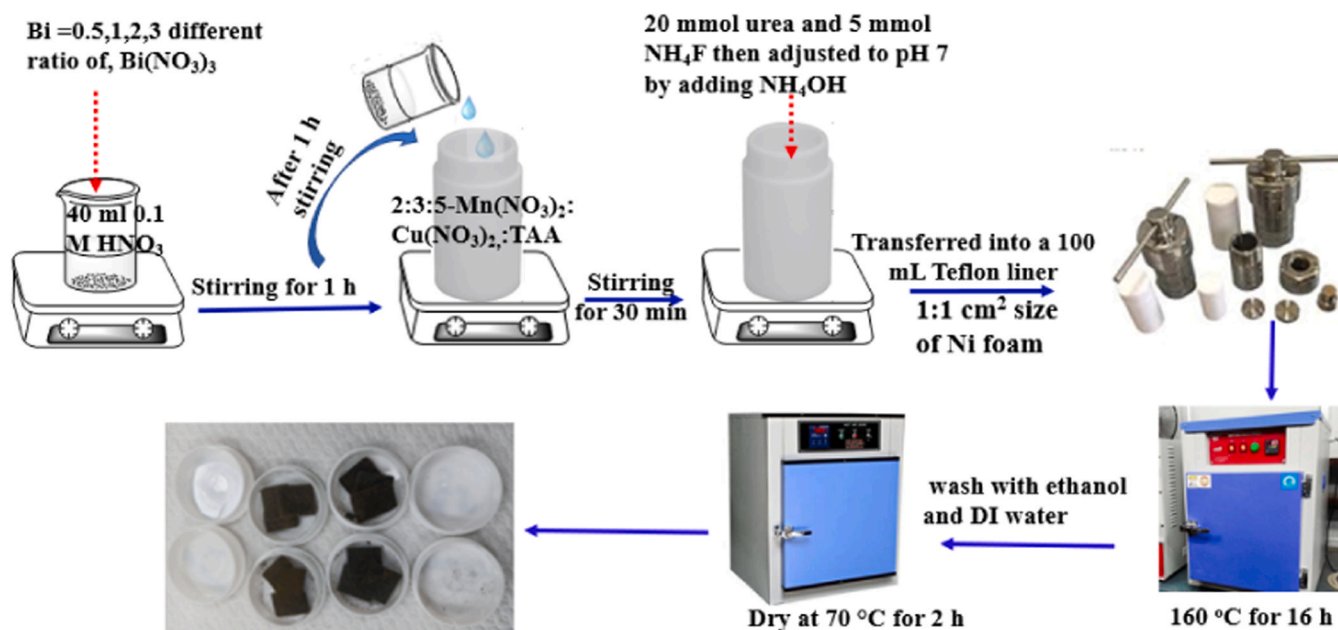 Bi =0.5,1,2,3 different
ratio of, Bi(NO₃)₃
40 ml 0.1
M HNO₃
Stirring for 1 h
After 1 h
stirring
2:3:5-Mn(NO₃)₂:
Cu(NO₃)₂,:TAA
Stirring
for 30 min
20 mmol urea and 5 mmol
NH₄F then adjusted to pH 7
by adding NH₄OH
Transferred into a 100
mL Teflon liner
1:1 cm² size
of Ni foam
160 °C for 16 h
wash with ethanol
and DI water
Dry at 70 °C for 2 h